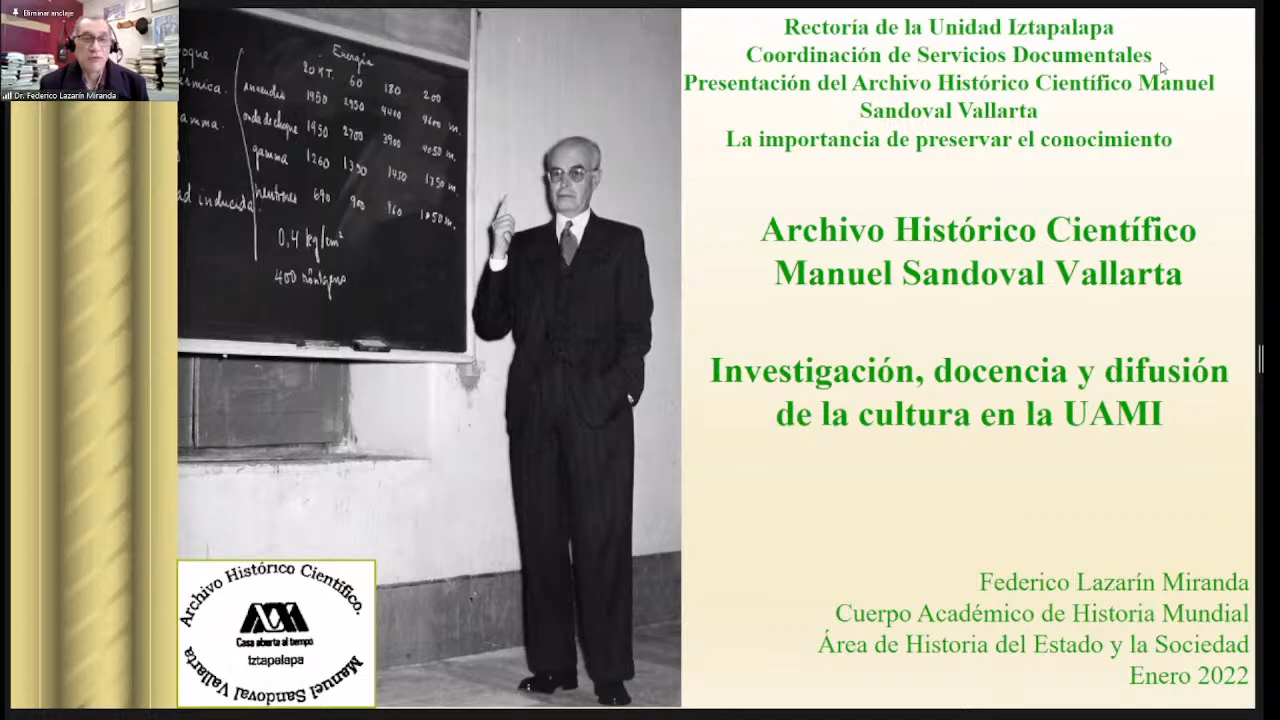 Eliminar anclaje
Dr. Federico Lazarín Miranda
Rectoría de la Unidad Iztapalapa
Coordinación de Servicios Documentales
Presentación del Archivo Histórico Científico Manuel
Sandoval Vallarta
La importancia de preservar el conocimiento
Archivo Histórico Científico
Manuel Sandoval Vallarta
Investigación, docencia y difusión
de la cultura en la UAMI
Federico Lazarín Miranda
Cuerpo Académico de Historia Mundial
Área de Historia del Estado y la Sociedad
Enero 2022
Energía
20 KT. 60 180 200
incendios 1950 2950 4400 4600 m.
onda de choque 1950 2700 3900 4050 m.
gamma 1260 1350 1450 1750 m.
neutrones 690 900 960 1050 m.
ad inducida
0,4 kg/cm²
400 röntgens
Archivo Histórico Científico.
Casa abierta al tiempo
Iztapalapa
Manuel Sandoval Vallarta